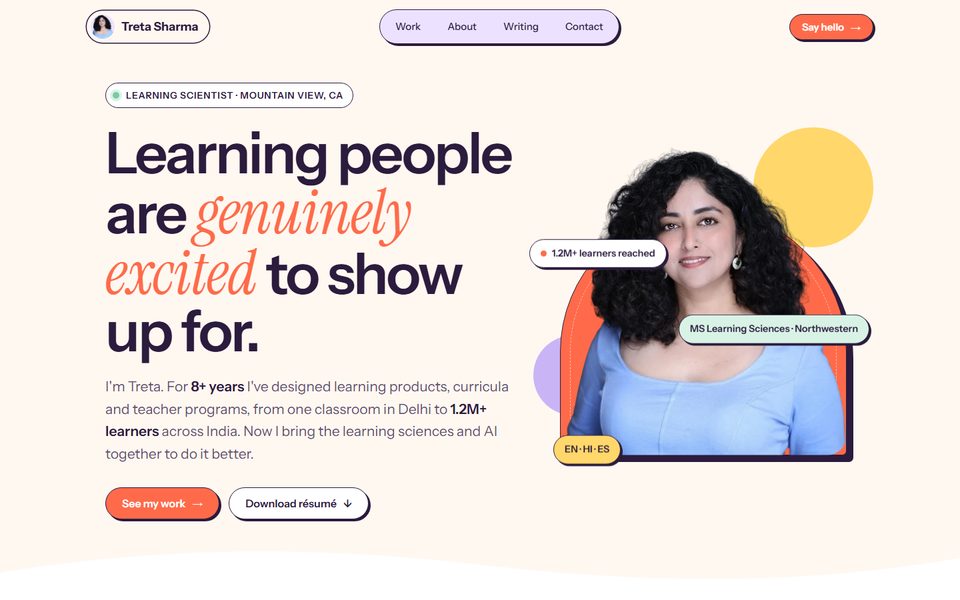 Treta Sharma
Work About Writing Contact
Say hello →
LEARNING SCIENTIST · MOUNTAIN VIEW, CA
Learning people
are genuinely
excited to show
up for.
1.2M+ learners reached
MS Learning Sciences · Northwestern
EN · HI · ES
I'm Treta. For 8+ years I've designed learning products, curricula
and teacher programs, from one classroom in Delhi to 1.2M+
learners across India. Now I bring the learning sciences and AI
together to do it better.
See my work →
Download résumé ↓